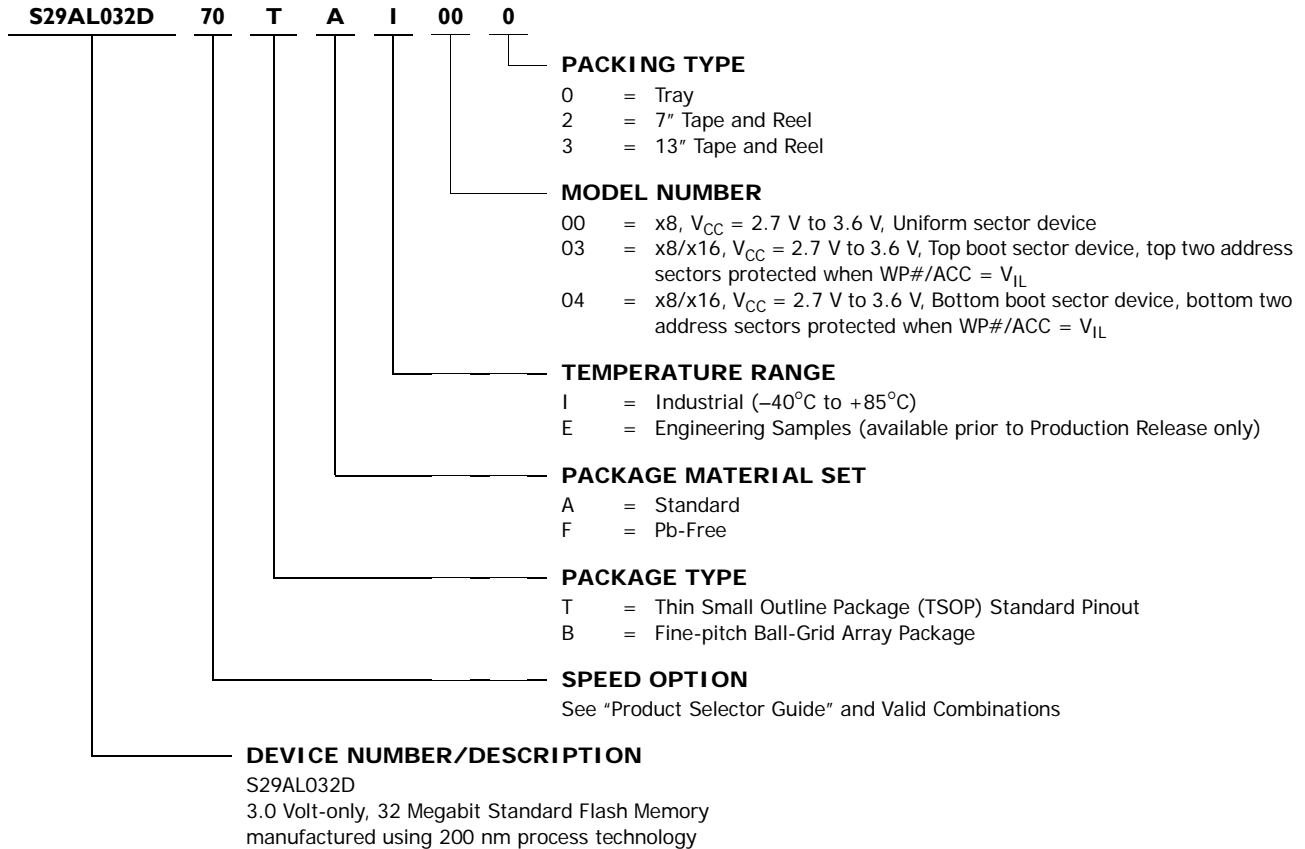 S29AL032D 70 T A I 00 0
PACKING TYPE
0 = Tray
2 = 7″ Tape and Reel
3 = 13″ Tape and Reel
MODEL NUMBER
00 = x8, VCC = 2.7 V to 3.6 V, Uniform sector device
03 = x8/x16, VCC = 2.7 V to 3.6 V, Top boot sector device, top two address
sectors protected when WP#/ACC = VIL
04 = x8/x16, VCC = 2.7 V to 3.6 V, Bottom boot sector device, bottom two
address sectors protected when WP#/ACC = VIL
TEMPERATURE RANGE
I = Industrial (–40°C to +85°C)
E = Engineering Samples (available prior to Production Release only)
PACKAGE MATERIAL SET
A = Standard
F = Pb-Free
PACKAGE TYPE
T = Thin Small Outline Package (TSOP) Standard Pinout
B = Fine-pitch Ball-Grid Array Package
SPEED OPTION
See “Product Selector Guide” and Valid Combinations
DEVICE NUMBER/DESCRIPTION
S29AL032D
3.0 Volt-only, 32 Megabit Standard Flash Memory
manufactured using 200 nm process technology